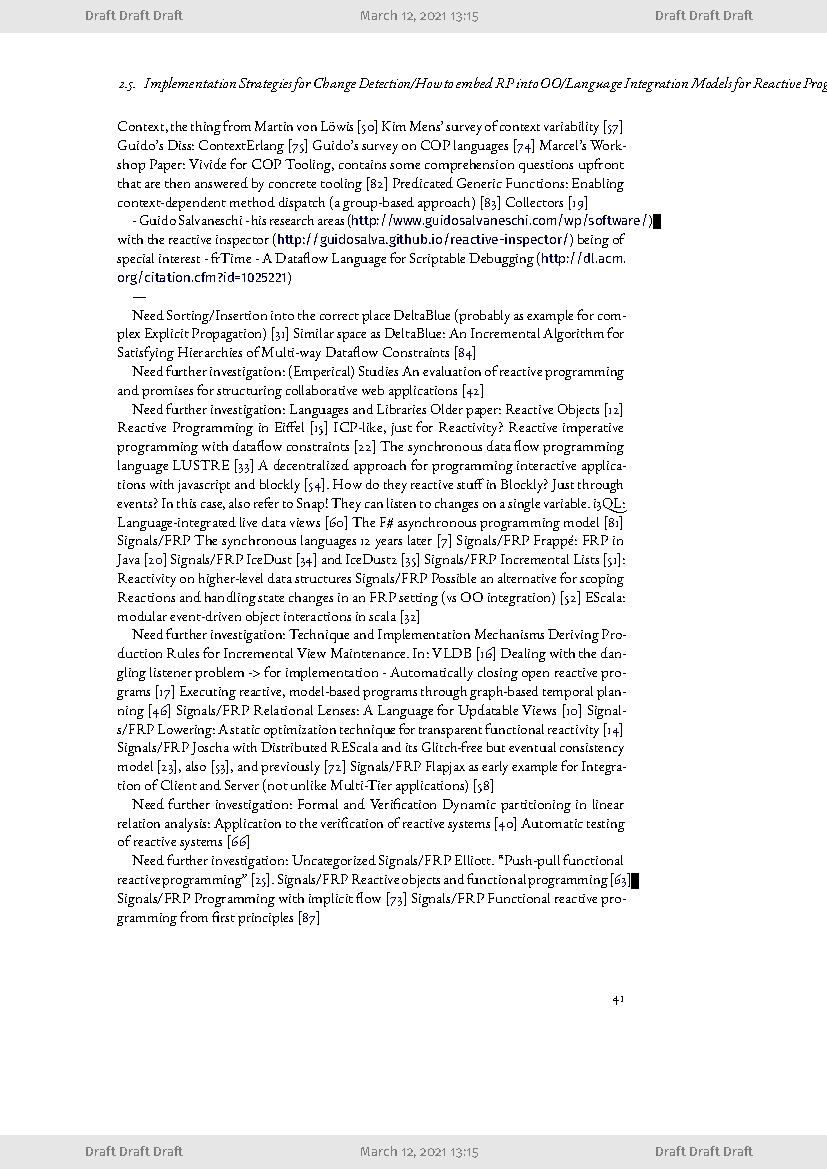 Draft Draft Draft March 12, 2021 13:15 Draft Draft Draft
2.5. Implementation Strategies for Change Detection/How to embed RP into OO/Language Integration Models for Reactive Prog
Context, the thing from Martin von Löwis [50] Kim Mens' survey of context variability [57]
Guido's Diss: ContextErlang [75] Guido's survey on COP languages [74] Marcel's Work-
shop Paper: Vivide for COP Tooling, contains some comprehension questions upfront
that are then answered by concrete tooling [82] Predicated Generic Functions: Enabling
context-dependent method dispatch (a group-based approach) [83] Collectors [19]
- Guido Salvaneschi - his research areas (http://www.guidosalvaneschi.com/wp/software/)
with the reactive inspector (http://guidosalva.github.io/reactive-inspector/) being of
special interest - frTime - A Dataflow Language for Scriptable Debugging (http://dl.acm.
org/citation.cfm?id=1025221)
—
Need Sorting/Insertion into the correct place DeltaBlue (probably as example for com-
plex Explicit Propagation) [31] Similar space as DeltaBlue: An Incremental Algorithm for
Satisfying Hierarchies of Multi-way Dataflow Constraints [84]
Need further investigation: (Emperical) Studies An evaluation of reactive programming
and promises for structuring collaborative web applications [42]
Need further investigation: Languages and Libraries Older paper: Reactive Objects [12]
Reactive Programming in Eiffel [15] ICP-like, just for Reactivity? Reactive imperative
programming with dataflow constraints [22] The synchronous data flow programming
language LUSTRE [33] A decentralized approach for programming interactive applica-
tions with javascript and blockly [54]. How do they reactive stuff in Blockly? Just through
events? In this case, also refer to Snap! They can listen to changes on a single variable. i3QL:
Language-integrated live data views [60] The F# asynchronous programming model [81]
Signals/FRP The synchronous languages 12 years later [7] Signals/FRP Frappé: FRP in
Java [20] Signals/FRP IceDust [34] and IceDust2 [35] Signals/FRP Incremental Lists [51]:
Reactivity on higher-level data structures Signals/FRP Possible an alternative for scoping
Reactions and handling state changes in an FRP setting (vs OO integration) [52] EScala:
modular event-driven object interactions in scala [32]
Need further investigation: Technique and Implementation Mechanisms Deriving Pro-
duction Rules for Incremental View Maintenance. In: VLDB [16] Dealing with the dan-
gling listener problem -> for implementation - Automatically closing open reactive pro-
grams [17] Executing reactive, model-based programs through graph-based temporal plan-
ning [46] Signals/FRP Relational Lenses: A Language for Updatable Views [10] Signal-
s/FRP Lowering: A static optimization technique for transparent functional reactivity [14]
Signals/FRP Joscha with Distributed REScala and its Glitch-free but eventual consistency
model [23], also [53], and previously [72] Signals/FRP Flapjax as early example for Integra-
tion of Client and Server (not unlike Multi-Tier applications) [58]
Need further investigation: Formal and Verification Dynamic partitioning in linear
relation analysis: Application to the verification of reactive systems [40] Automatic testing
of reactive systems [66]
Need further investigation: Uncategorized Signals/FRP Elliott. "Push-pull functional
reactive programming" [25]. Signals/FRP Reactive objects and functional programming [63]
Signals/FRP Programming with implicit flow [73] Signals/FRP Functional reactive pro-
gramming from first principles [87]
41
Draft Draft Draft March 12, 2021 13:15 Draft Draft Draft